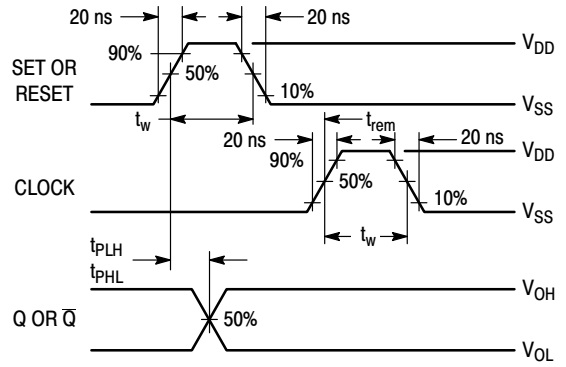 20 ns 20 ns
V_DD
90%
SET OR
RESET
50%
10%
V_SS
t_w
t_rem
20 ns 20 ns
V_DD
90%
CLOCK
50%
10%
V_SS
t_w
t_PLH
t_PHL
V_OH
Q OR Q̅
50%
V_OL